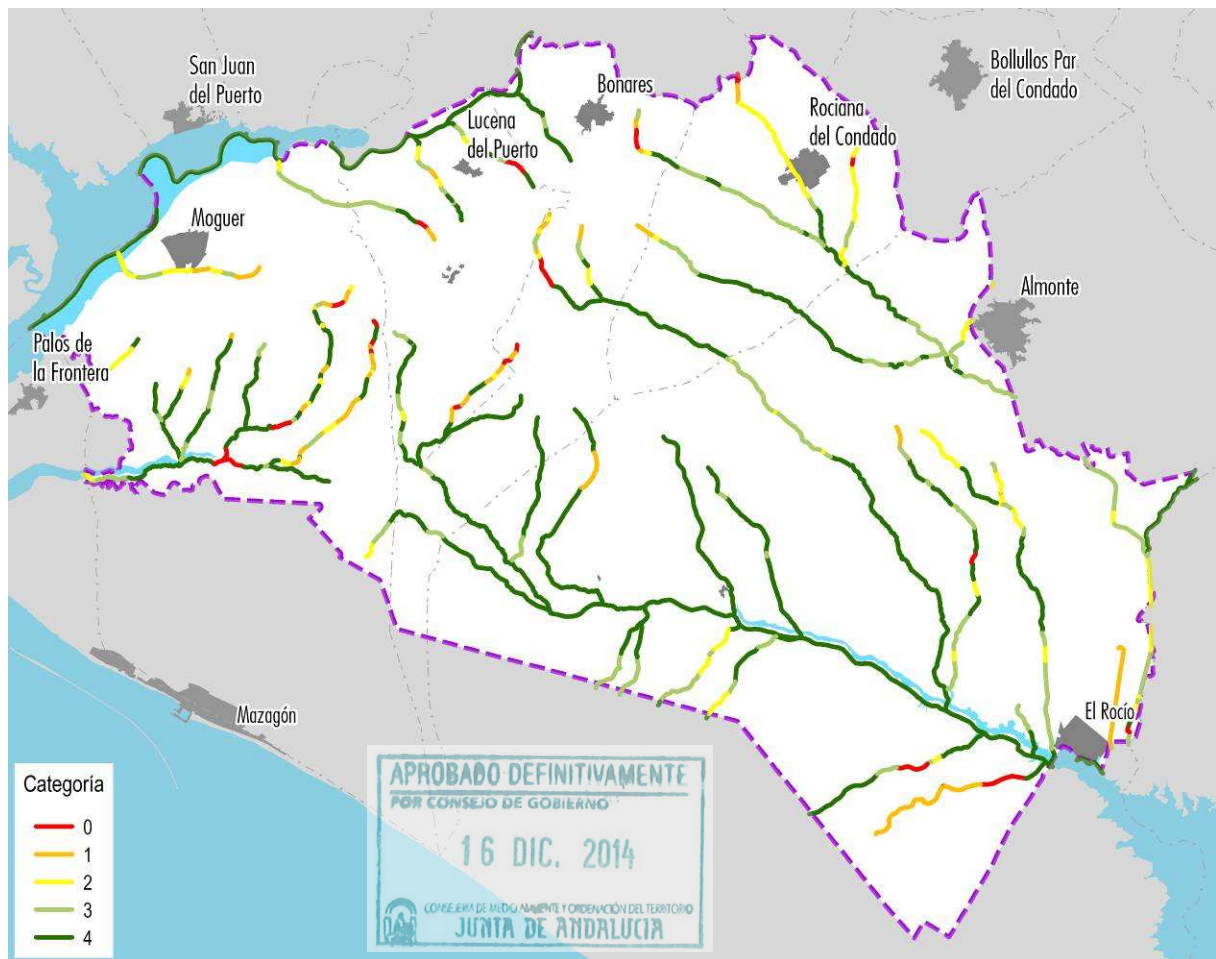 San Juan
del Puerto
Bonares
Bollullos Par
del Condado
Lucena
del Puerto
Rociana
del Condado
Moguer
Almonte
Palos de
la Frontera
Mazagón
El Rocío
Categoría
0
1
2
3
4
APROBADO DEFINITIVAMENTE
POR CONSEJO DE GOBIERNO
16 DIC. 2014
CONSEJERIA DE MEDIO AMBIENTE Y ORDENACIÓN DEL TERRITORIO
JUNTA DE ANDALUCIA